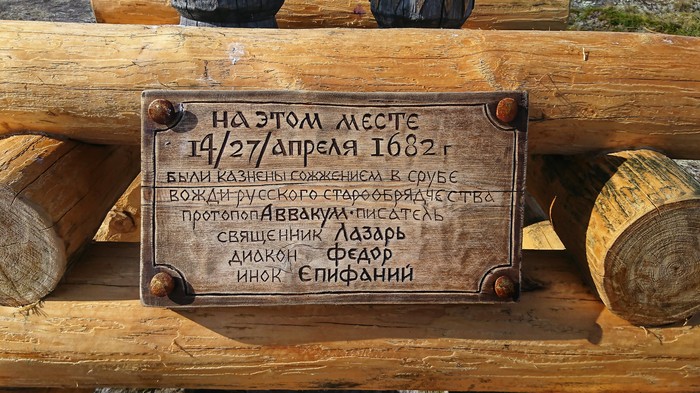 НА ЭТОМ МЕСТЕ
14/27/АПРЕЛЯ 1682 Г
БЫЛИ КАЗНЕНЫ СОЖЖЕНИЕМ В СРУБЕ
ВОЖДИ РУССКОГО СТАРООБРЯДЧЕСТВА
ПРОТОПОП АВВАКУМ·ПИСАТЕЛЬ
СВЯЩЕННИК ЛАЗАРЬ
ДИАКОН ФЕДОР
ИНОК ЄПИФАНИЙ